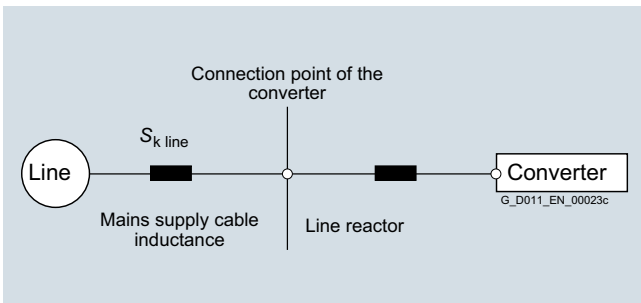 Connection point of the
converter
S k line
Line
Converter
G_D011_EN_00023c
Mains supply cable
inductance
Line reactor